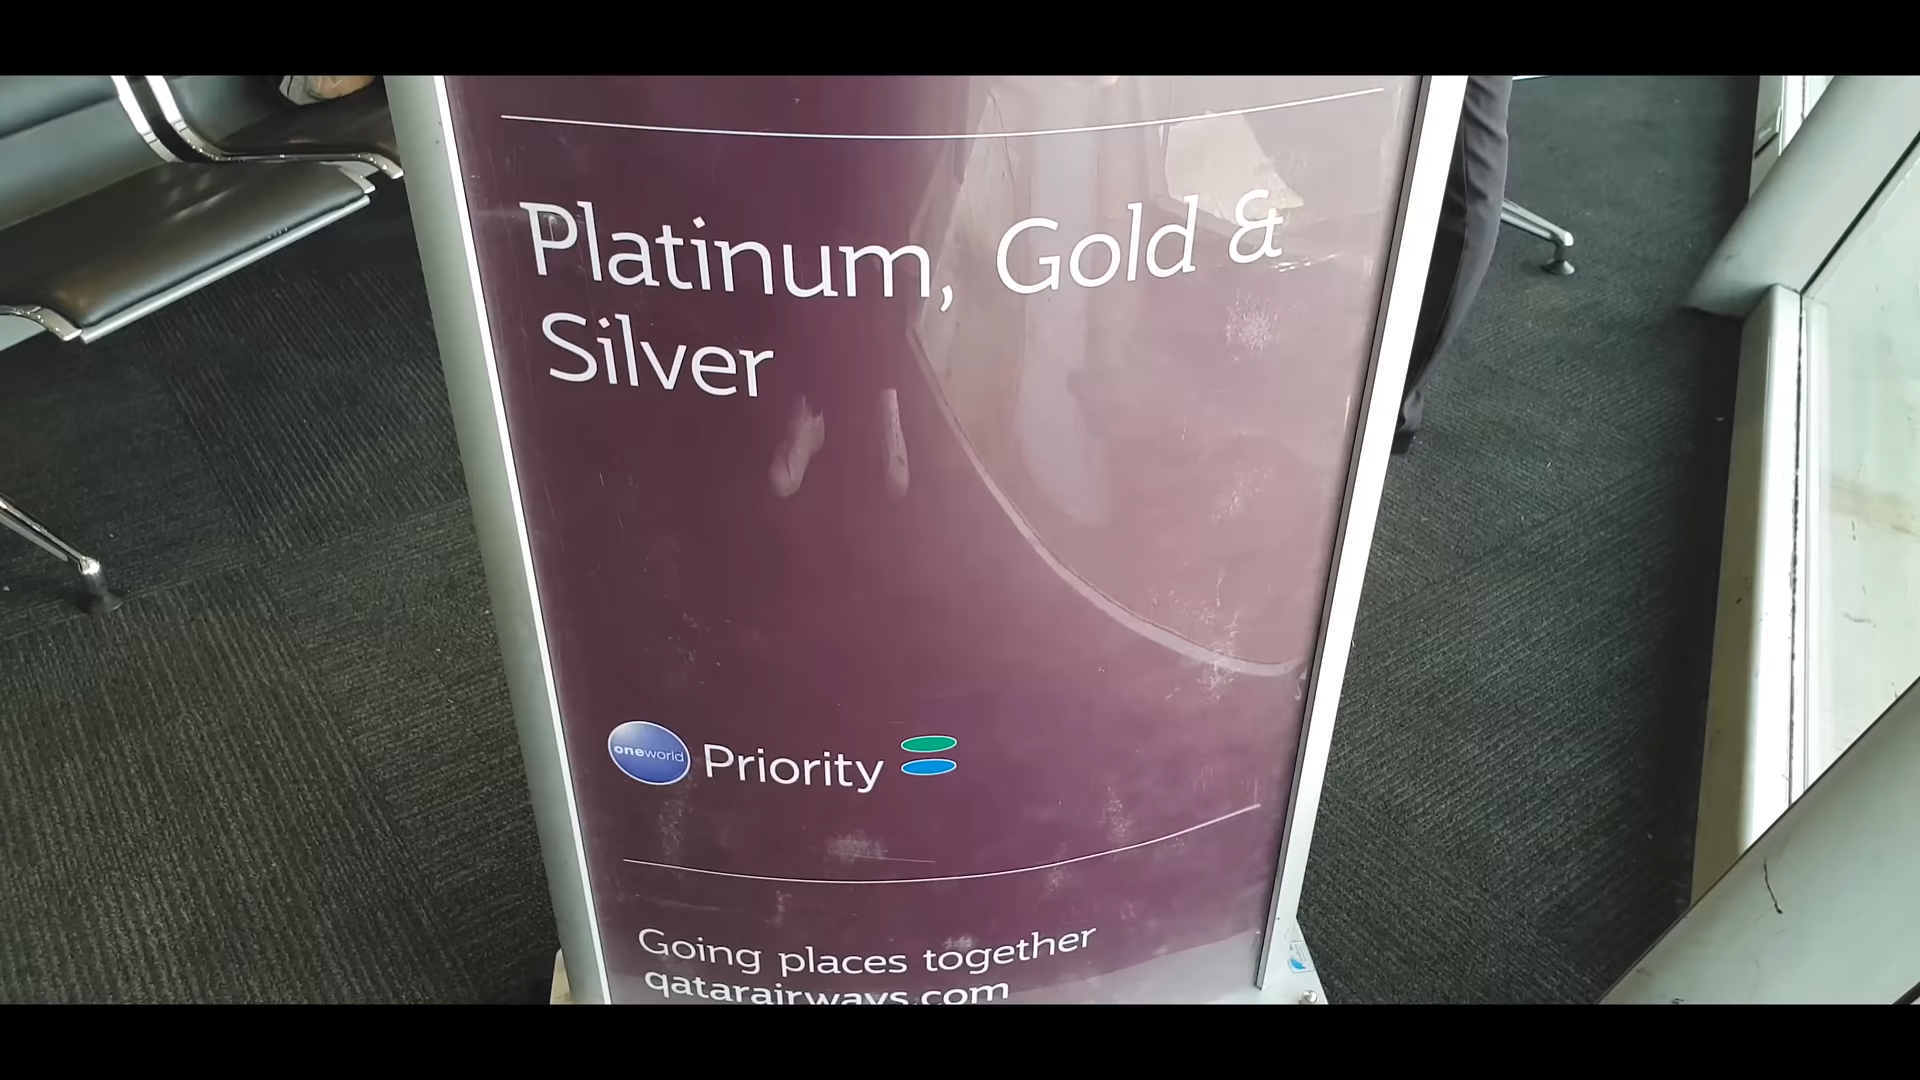 Platinum, Gold &
Silver
oneworld Priority
Going places together
qatarairways.com